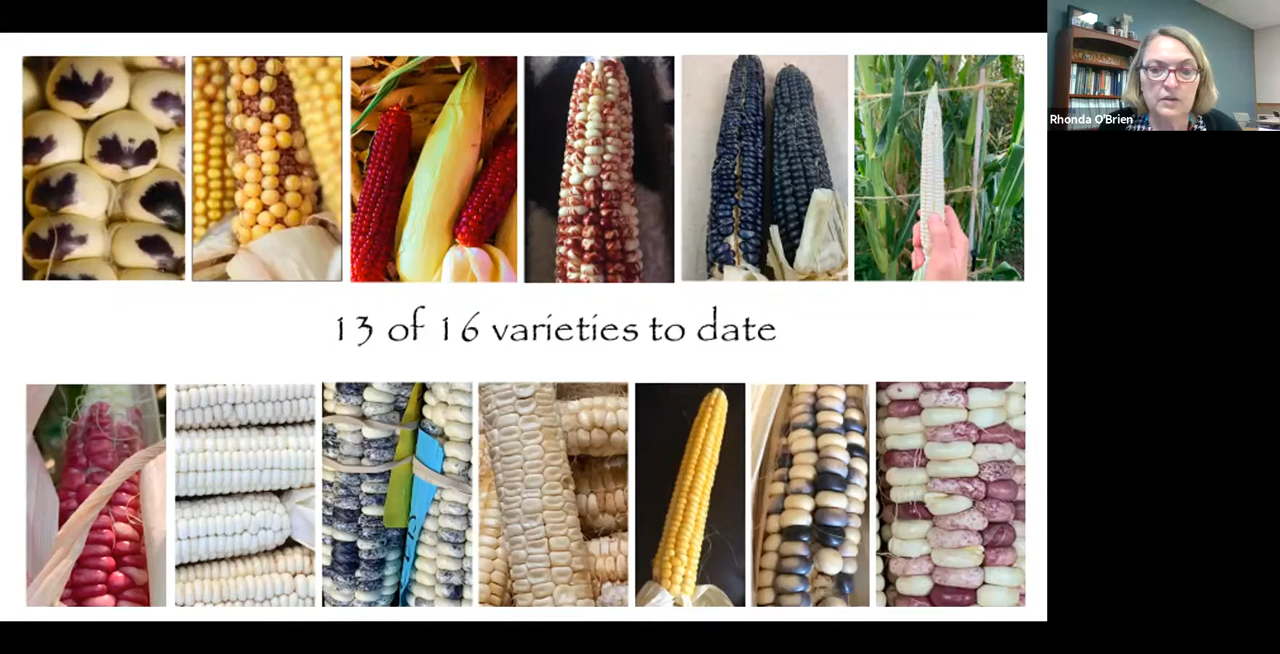 Rhonda O'Brien
13 of 16 varieties to date